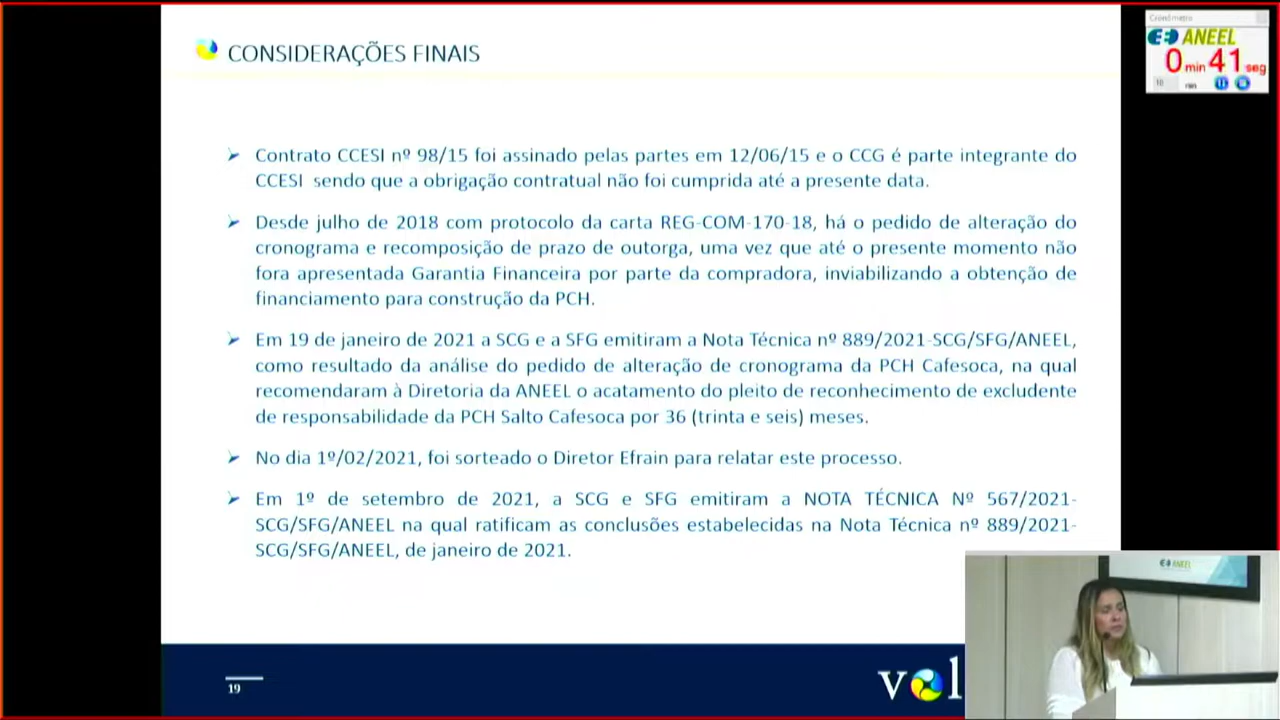 CONSIDERAÇÕES FINAIS
Cronômetro
ANEEL
0 min 41 seg
10 min
➢ Contrato CCESI nº 98/15 foi assinado pelas partes em 12/06/15 e o CCG é parte integrante do
CCESI sendo que a obrigação contratual não foi cumprida até a presente data.
➢ Desde julho de 2018 com protocolo da carta REG-COM-170-18, há o pedido de alteração do
cronograma e recomposição de prazo de outorga, uma vez que até o presente momento não
fora apresentada Garantia Financeira por parte da compradora, inviabilizando a obtenção de
financiamento para construção da PCH.
➢ Em 19 de janeiro de 2021 a SCG e a SFG emitiram a Nota Técnica nº 889/2021-SCG/SFG/ANEEL,
como resultado da análise do pedido de alteração de cronograma da PCH Cafesoca, na qual
recomendaram à Diretoria da ANEEL o acatamento do pleito de reconhecimento de excludente
de responsabilidade da PCH Salto Cafesoca por 36 (trinta e seis) meses.
➢ No dia 1º/02/2021, foi sorteado o Diretor Efrain para relatar este processo.
➢ Em 1º de setembro de 2021, a SCG e SFG emitiram a NOTA TÉCNICA Nº 567/2021-
SCG/SFG/ANEEL na qual ratificam as conclusões estabelecidas na Nota Técnica nº 889/2021-
SCG/SFG/ANEEL, de janeiro de 2021.
ANEEL
19
vol